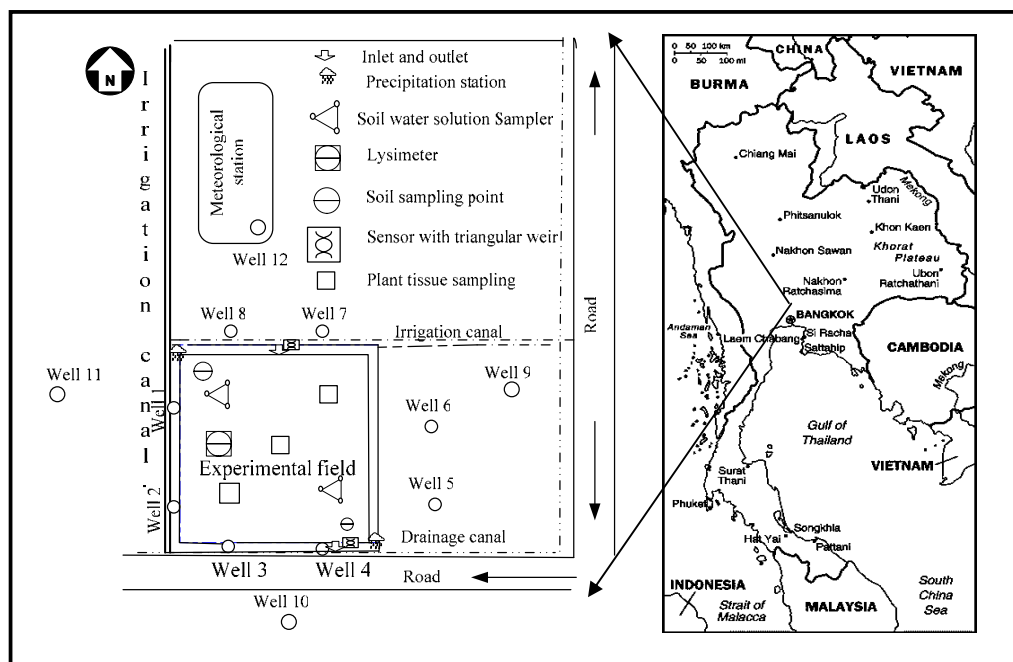 N
Irrigation canal
Inlet and outlet
Precipitation station
Soil water solution Sampler
Lysimeter
Soil sampling point
Sensor with triangular weir
Plant tissue sampling
Meteorological
station
Well 12
Well 8
Well 7
Irrigation canal
Road
Well 11
Well 1
Well 9
Well 6
Experimental field
Well 5
Well 2
Drainage canal
Well 3
Well 4
Road
Well 10
0 50 100 km
0 50 100 mi
CHINA
BURMA
VIETNAM
LAOS
Chiang Mai
Udon
Thani
Mekong
Phitsanulok
Khon Kaen
Nakhon Sawan
Khorat
Plateau
Nakhon
Ratchasima
Ubon
Ratchathani
BANGKOK
Andaman
Sea
Laem Chabang
Si Racha
Sattahip
CAMBODIA
Mekong
Gulf of
Thailand
VIETNAM
Surat
Thani
Phuket
Songkhla
Hat Yai
Pattani
INDONESIA
Strait of
Malacca
MALAYSIA
South
China
Sea